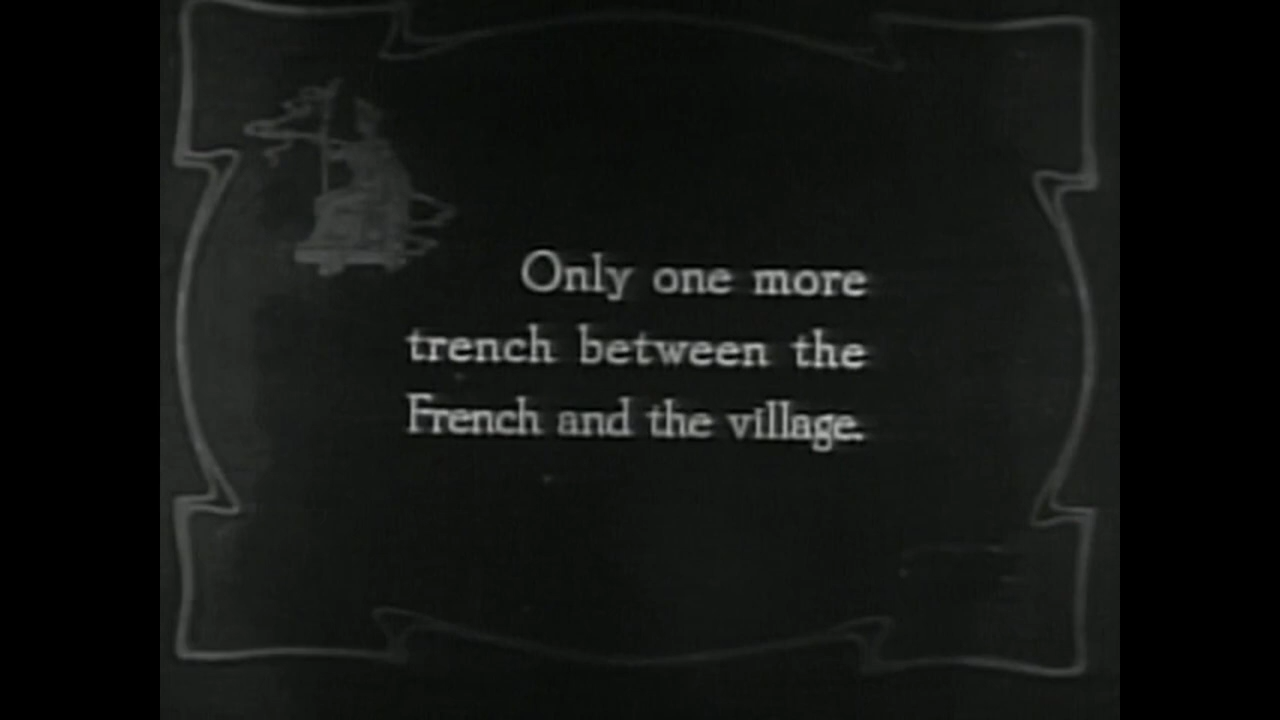 Only one more
trench between the
French and the village.